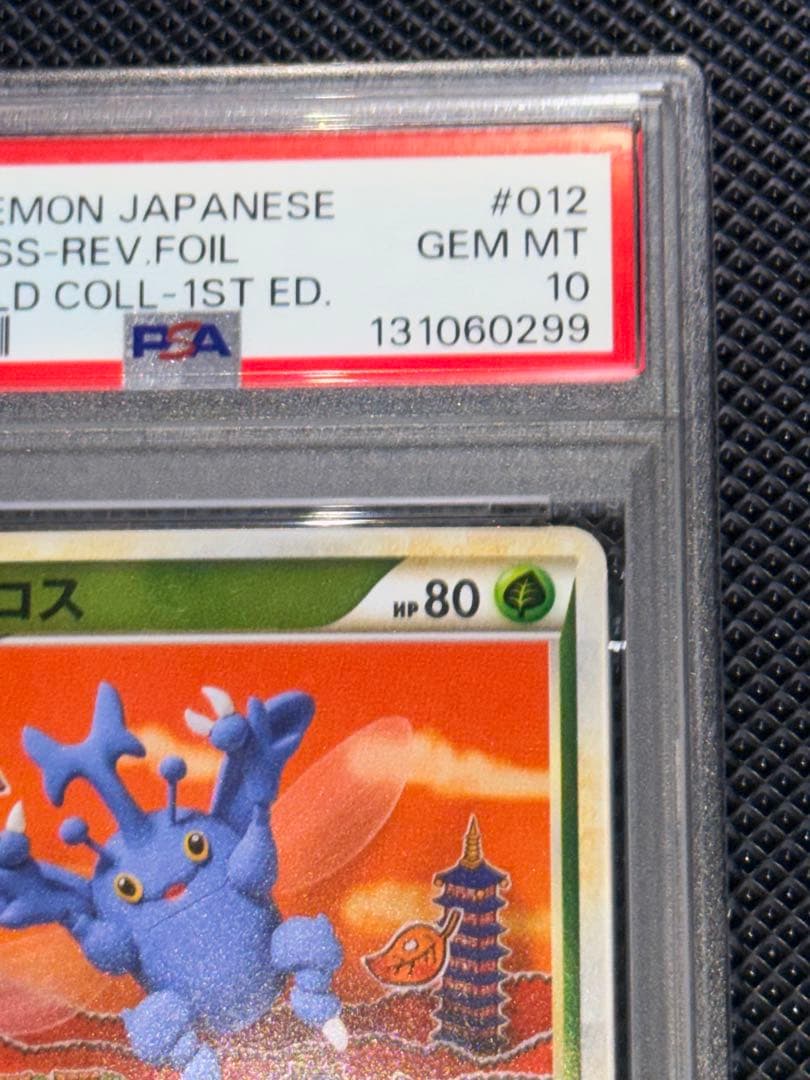 EMON JAPANESE #012
SS-REV.FOIL GEM MT
LD COLL-1ST ED. 10
PSA 131060299
コス HP 80